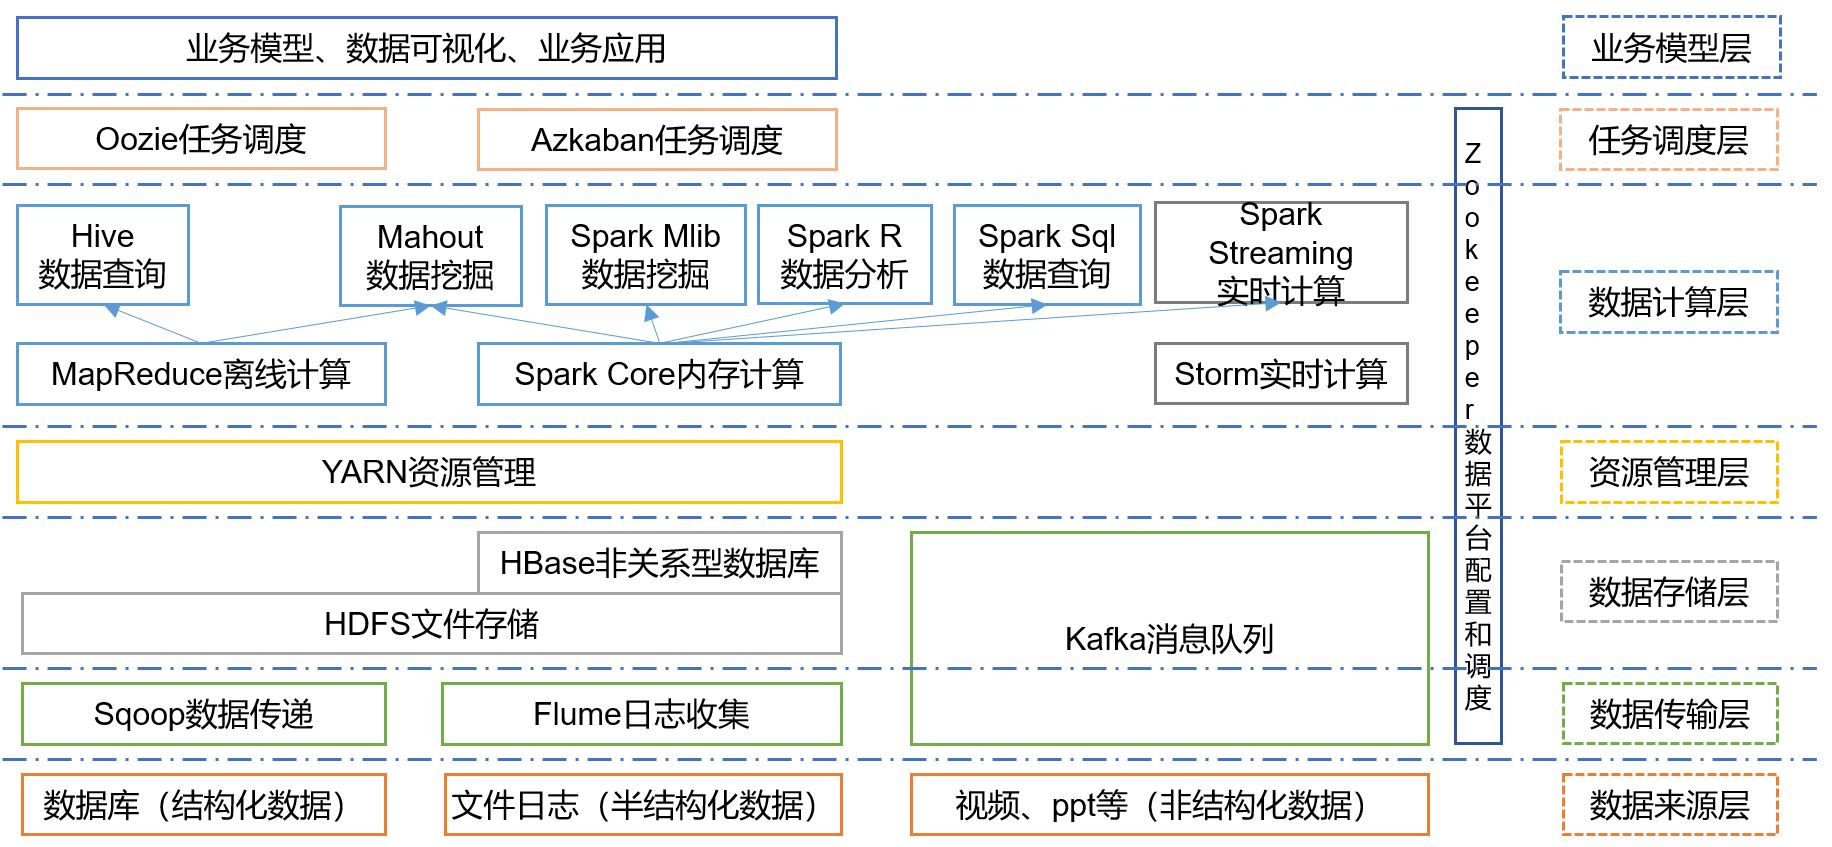 业务模型、数据可视化、业务应用
业务模型层
Oozie任务调度
Azkaban任务调度
任务调度层
Hive
数据查询
Mahout
数据挖掘
Spark Mlib
数据挖掘
Spark R
数据分析
Spark Sql
数据查询
Spark
Streaming
实时计算
数据计算层
MapReduce离线计算
Spark Core内存计算
Storm实时计算
Zookeeper数据平台配置和调度
YARN资源管理
资源管理层
HBase非关系型数据库
HDFS文件存储
Kafka消息队列
数据存储层
Sqoop数据传递
Flume日志收集
数据传输层
数据库（结构化数据）
文件日志（半结构化数据）
视频、ppt等（非结构化数据）
数据来源层